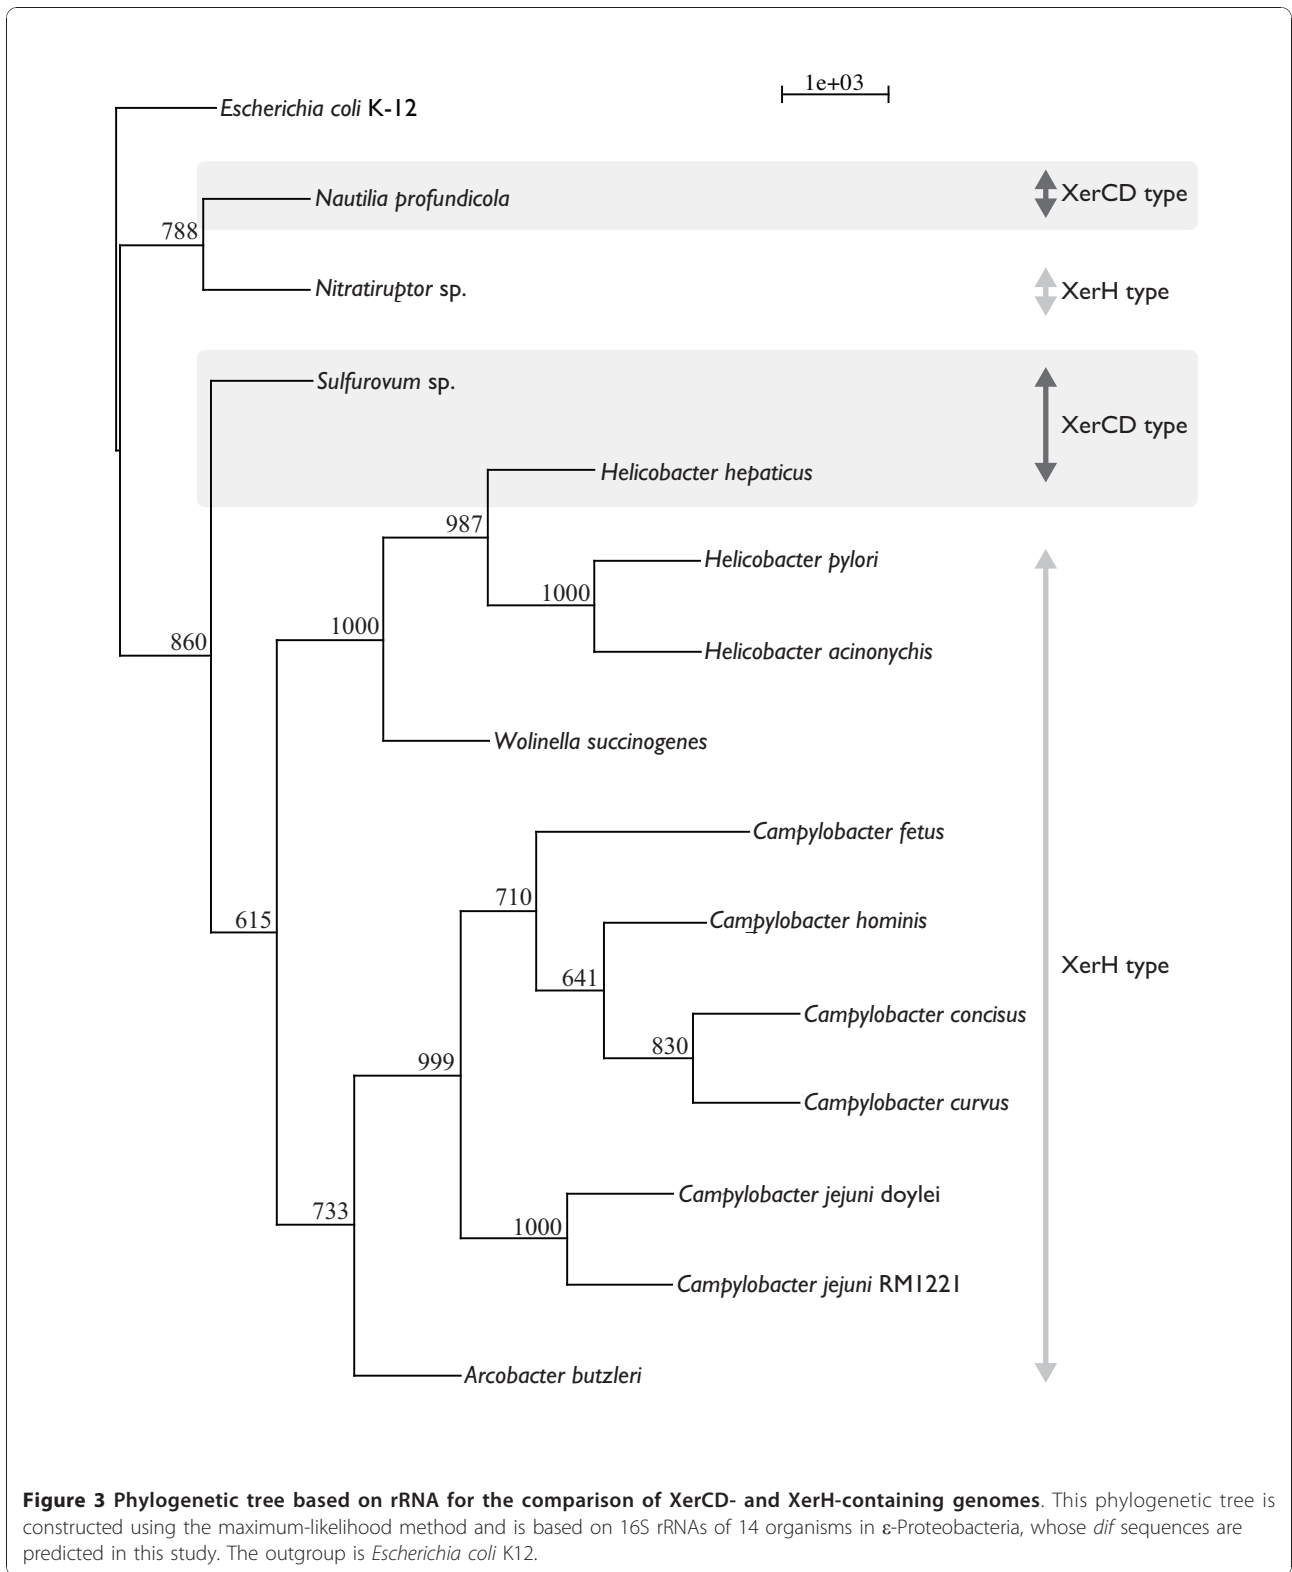 1e+03
Escherichia coli K-12
Nautilia profundicola
XerCD type
788
Nitratiruptor sp.
XerH type
Sulfurovum sp.
XerCD type
Helicobacter hepaticus
987
Helicobacter pylori
1000
1000
860
Helicobacter acinonychis
Wolinella succinogenes
Campylobacter fetus
710
615
Campylobacter hominis
641
XerH type
Campylobacter concisus
830
999
Campylobacter curvus
Campylobacter jejuni doylei
733
1000
Campylobacter jejuni RM1221
Arcobacter butzleri
Figure 3 Phylogenetic tree based on rRNA for the comparison of XerCD- and XerH-containing genomes. This phylogenetic tree is
constructed using the maximum-likelihood method and is based on 16S rRNAs of 14 organisms in ε-Proteobacteria, whose dif sequences are
predicted in this study. The outgroup is Escherichia coli K12.